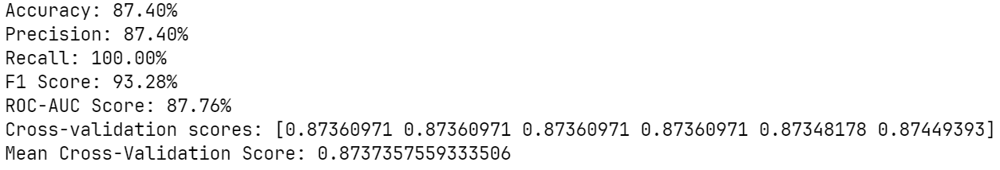 Accuracy: 87.40%
Precision: 87.40%
Recall: 100.00%
F1 Score: 93.28%
ROC-AUC Score: 87.76%
Cross-validation scores: [0.87360971 0.87360971 0.87360971 0.87360971 0.87348178 0.87449393]
Mean Cross-Validation Score: 0.8737357559333506